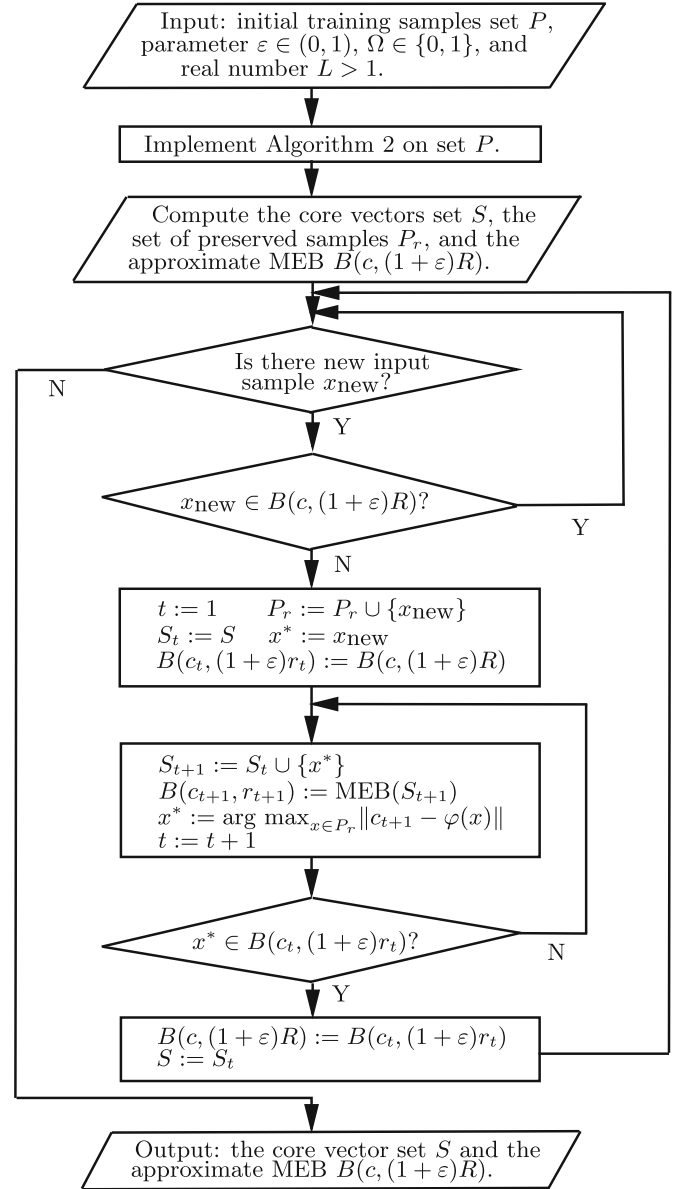 Input: initial training samples set P,
parameter ε ∈ (0, 1), Ω ∈ {0, 1}, and
real number L > 1.
Implement Algorithm 2 on set P.
Compute the core vectors set S, the
set of preserved samples Pᵣ, and the
approximate MEB B(c, (1 + ε)R).
Is there new input
sample x_new?
N
Y
x_new ∈ B(c, (1 + ε)R)?
Y
N
t := 1 Pᵣ := Pᵣ ∪ {x_new}
S_t := S x* := x_new
B(c_t, (1 + ε)r_t) := B(c, (1 + ε)R)
S_{t+1} := S_t ∪ {x*}
B(c_{t+1}, r_{t+1}) := MEB(S_{t+1})
x* := arg max_{x∈Pᵣ} ‖c_{t+1} − φ(x)‖
t := t + 1
x* ∈ B(c_t, (1 + ε)r_t)?
N
Y
B(c, (1 + ε)R) := B(c_t, (1 + ε)r_t)
S := S_t
Output: the core vector set S and the
approximate MEB B(c, (1 + ε)R).